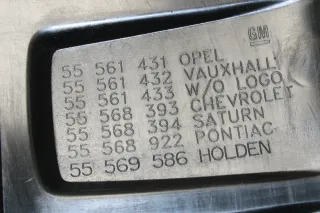 GM
55 561 431 OPEL
55 561 432 VAUXHALL
55 561 433 W/O LOGO
55 568 393 CHEVROLET
55 568 394 SATURN
55 568 922 PONTIAC
55 569 586 HOLDEN